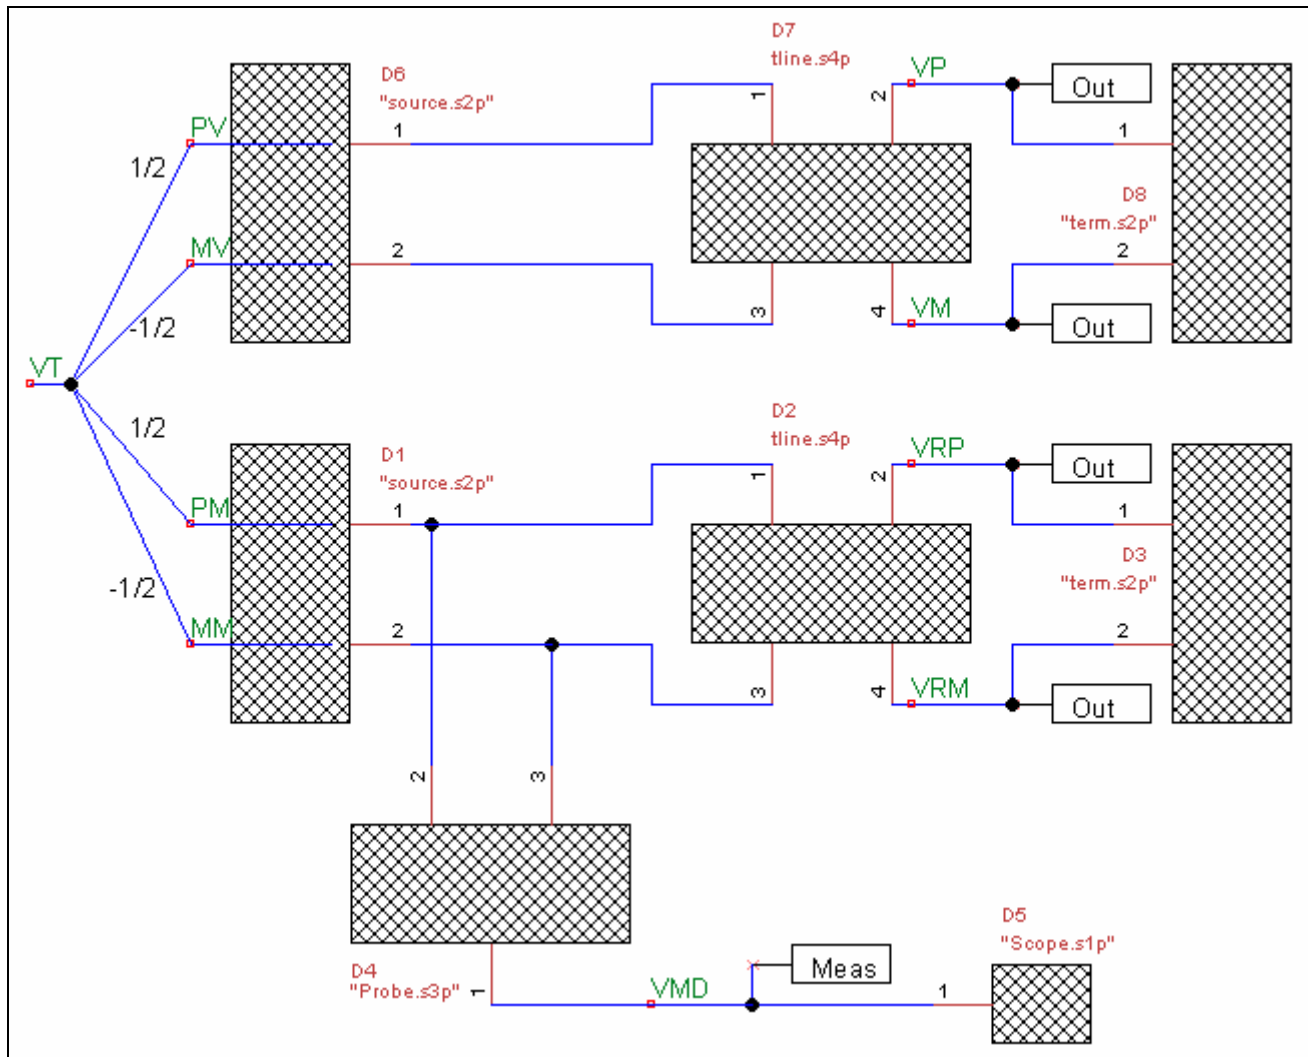 D7
tline.s4p
D6
"source.s2p"
VP
Out
PV
1
1
2
1
1/2
D8
"term.s2p"
MV
2
2
-1/2
3
4
VM
Out
VT
1/2
D2
tline.s4p
D1
"source.s2p"
VRP
Out
PM
1
1
2
1
D3
"term.s2p"
-1/2
MM
2
2
3
4
VRM
Out
2
3
D5
"Scope.s1p"
Meas
D4
"Probe.s3p"
1
VMD
1